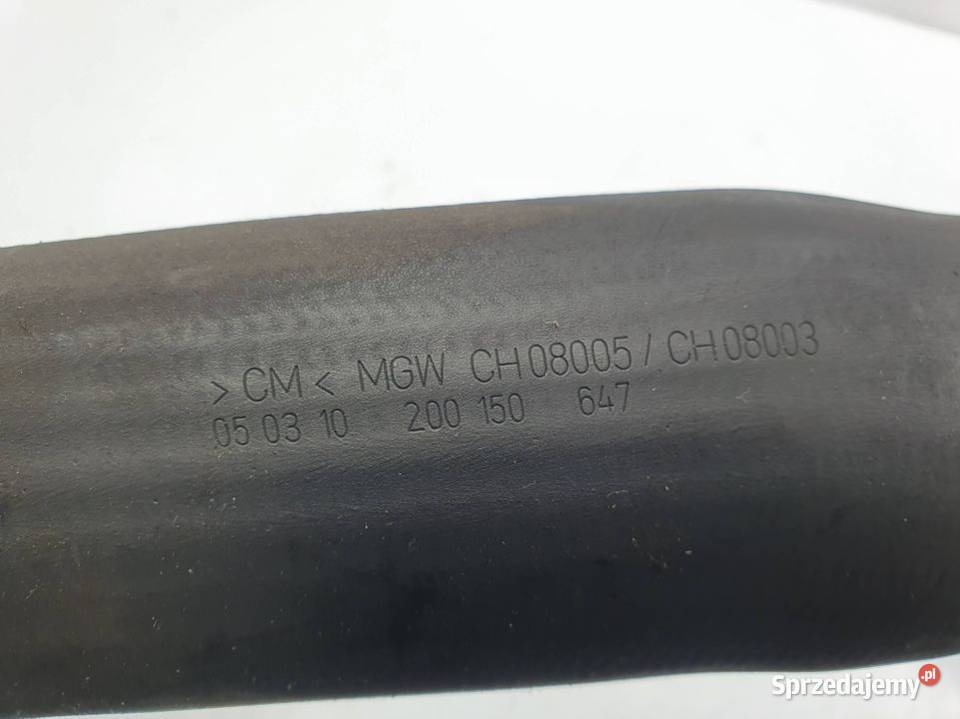 >CM< MGW CH08005 / CH08003
05 03 10 200 150 647
Sprzedajemy.pl